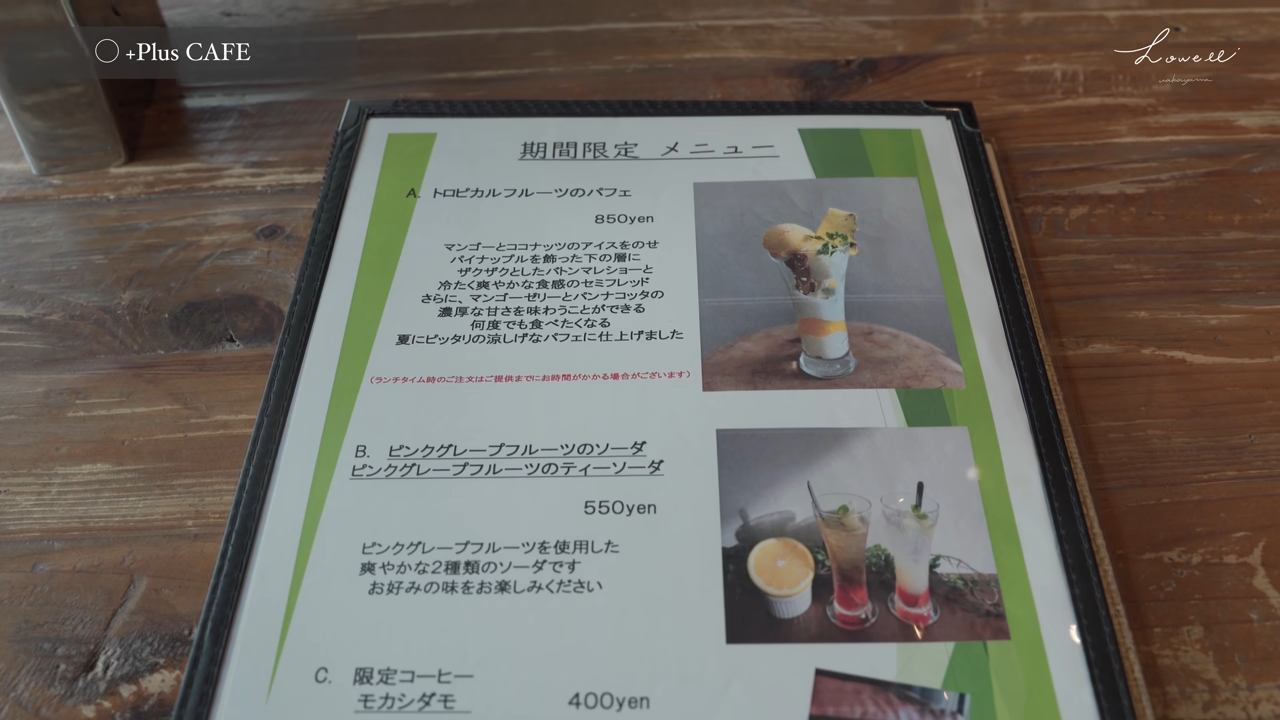 +Plus CAFE
Lowell
wakayama
期間限定 メニュー
A. トロピカルフルーツのパフェ
850yen
マンゴーとココナッツのアイスをのせ
パイナップルを飾った下の層に
ザクザクとしたバトンマレショーと
冷たく爽やかな食感のセミフレッド
さらに、マンゴーゼリーとパンナコッタの
濃厚な甘さを味わうことができる
何度でも食べたくなる
夏にピッタリの涼しげなパフェに仕上げました
(ランチタイム時のご注文はご提供までにお時間がかかる場合がございます)
B. ピンクグレープフルーツのソーダ
ピンクグレープフルーツのティーソーダ
550yen
ピンクグレープフルーツを使用した
爽やかな2種類のソーダです
お好みの味をお楽しみください
C. 限定コーヒー
モカシダモ 400yen